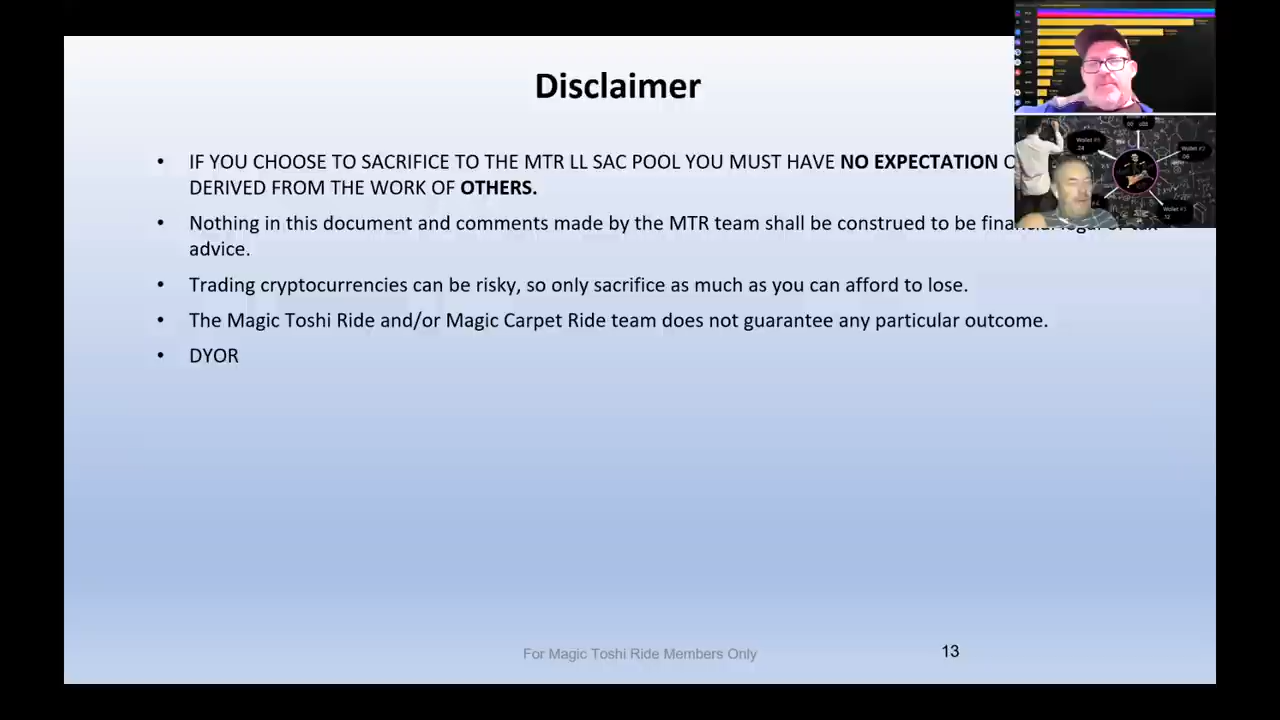 Disclaimer
• IF YOU CHOOSE TO SACRIFICE TO THE MTR LL SAC POOL YOU MUST HAVE NO EXPECTATION
DERIVED FROM THE WORK OF OTHERS.
• Nothing in this document and comments made by the MTR team shall be construed to be
advice.
• Trading cryptocurrencies can be risky, so only sacrifice as much as you can afford to lose.
• The Magic Toshi Ride and/or Magic Carpet Ride team does not guarantee any particular outcome.
• DYOR
For Magic Toshi Ride Members Only
13